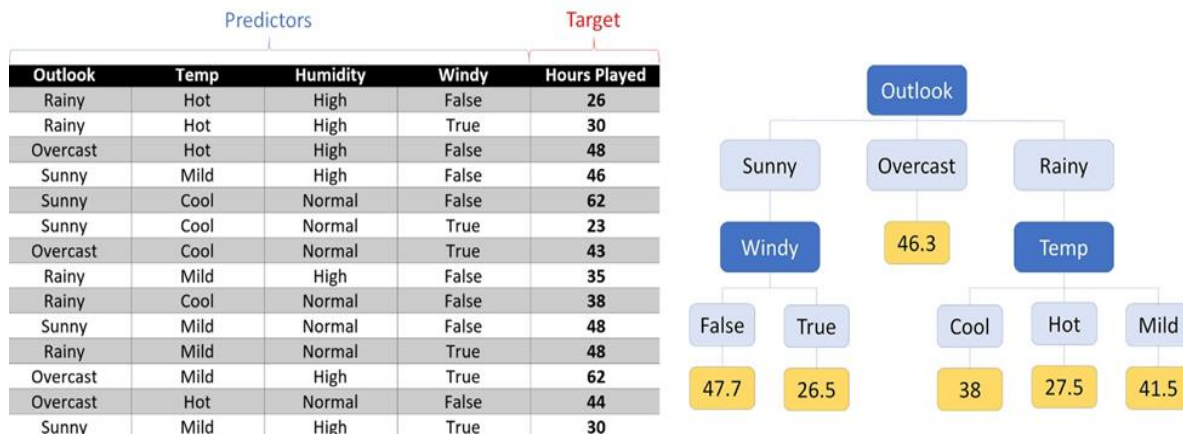 Predictors Target
Outlook Temp Humidity Windy Hours Played
Rainy Hot High False 26
Rainy Hot High True 30
Overcast Hot High False 48
Sunny Mild High False 46
Sunny Cool Normal False 62
Sunny Cool Normal True 23
Overcast Cool Normal True 43
Rainy Mild High False 35
Rainy Cool Normal False 38
Sunny Mild Normal False 48
Rainy Mild Normal True 48
Overcast Mild High True 62
Overcast Hot Normal False 44
Sunny Mild High True 30
Outlook
Sunny Overcast Rainy
Windy 46.3 Temp
False True Cool Hot Mild
47.7 26.5 38 27.5 41.5